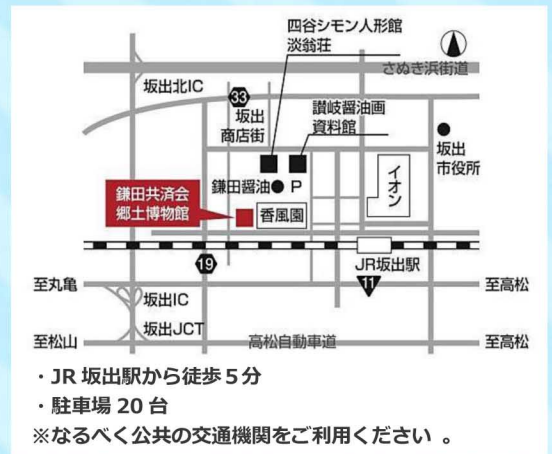 四谷シモン人形館
淡翁荘
さぬき浜街道
坂出北IC
33
坂出
商店街
讃岐醤油画
資料館
坂出
市役所
イオン
鎌田醤油
P
鎌田共済会
郷土博物館
香風園
19
JR坂出駅
11
至丸亀
至高松
坂出IC
坂出JCT
至松山
高松自動車道
至高松
・JR 坂出駅から徒歩５分
・駐車場 20 台
※なるべく公共の交通機関をご利用ください 。